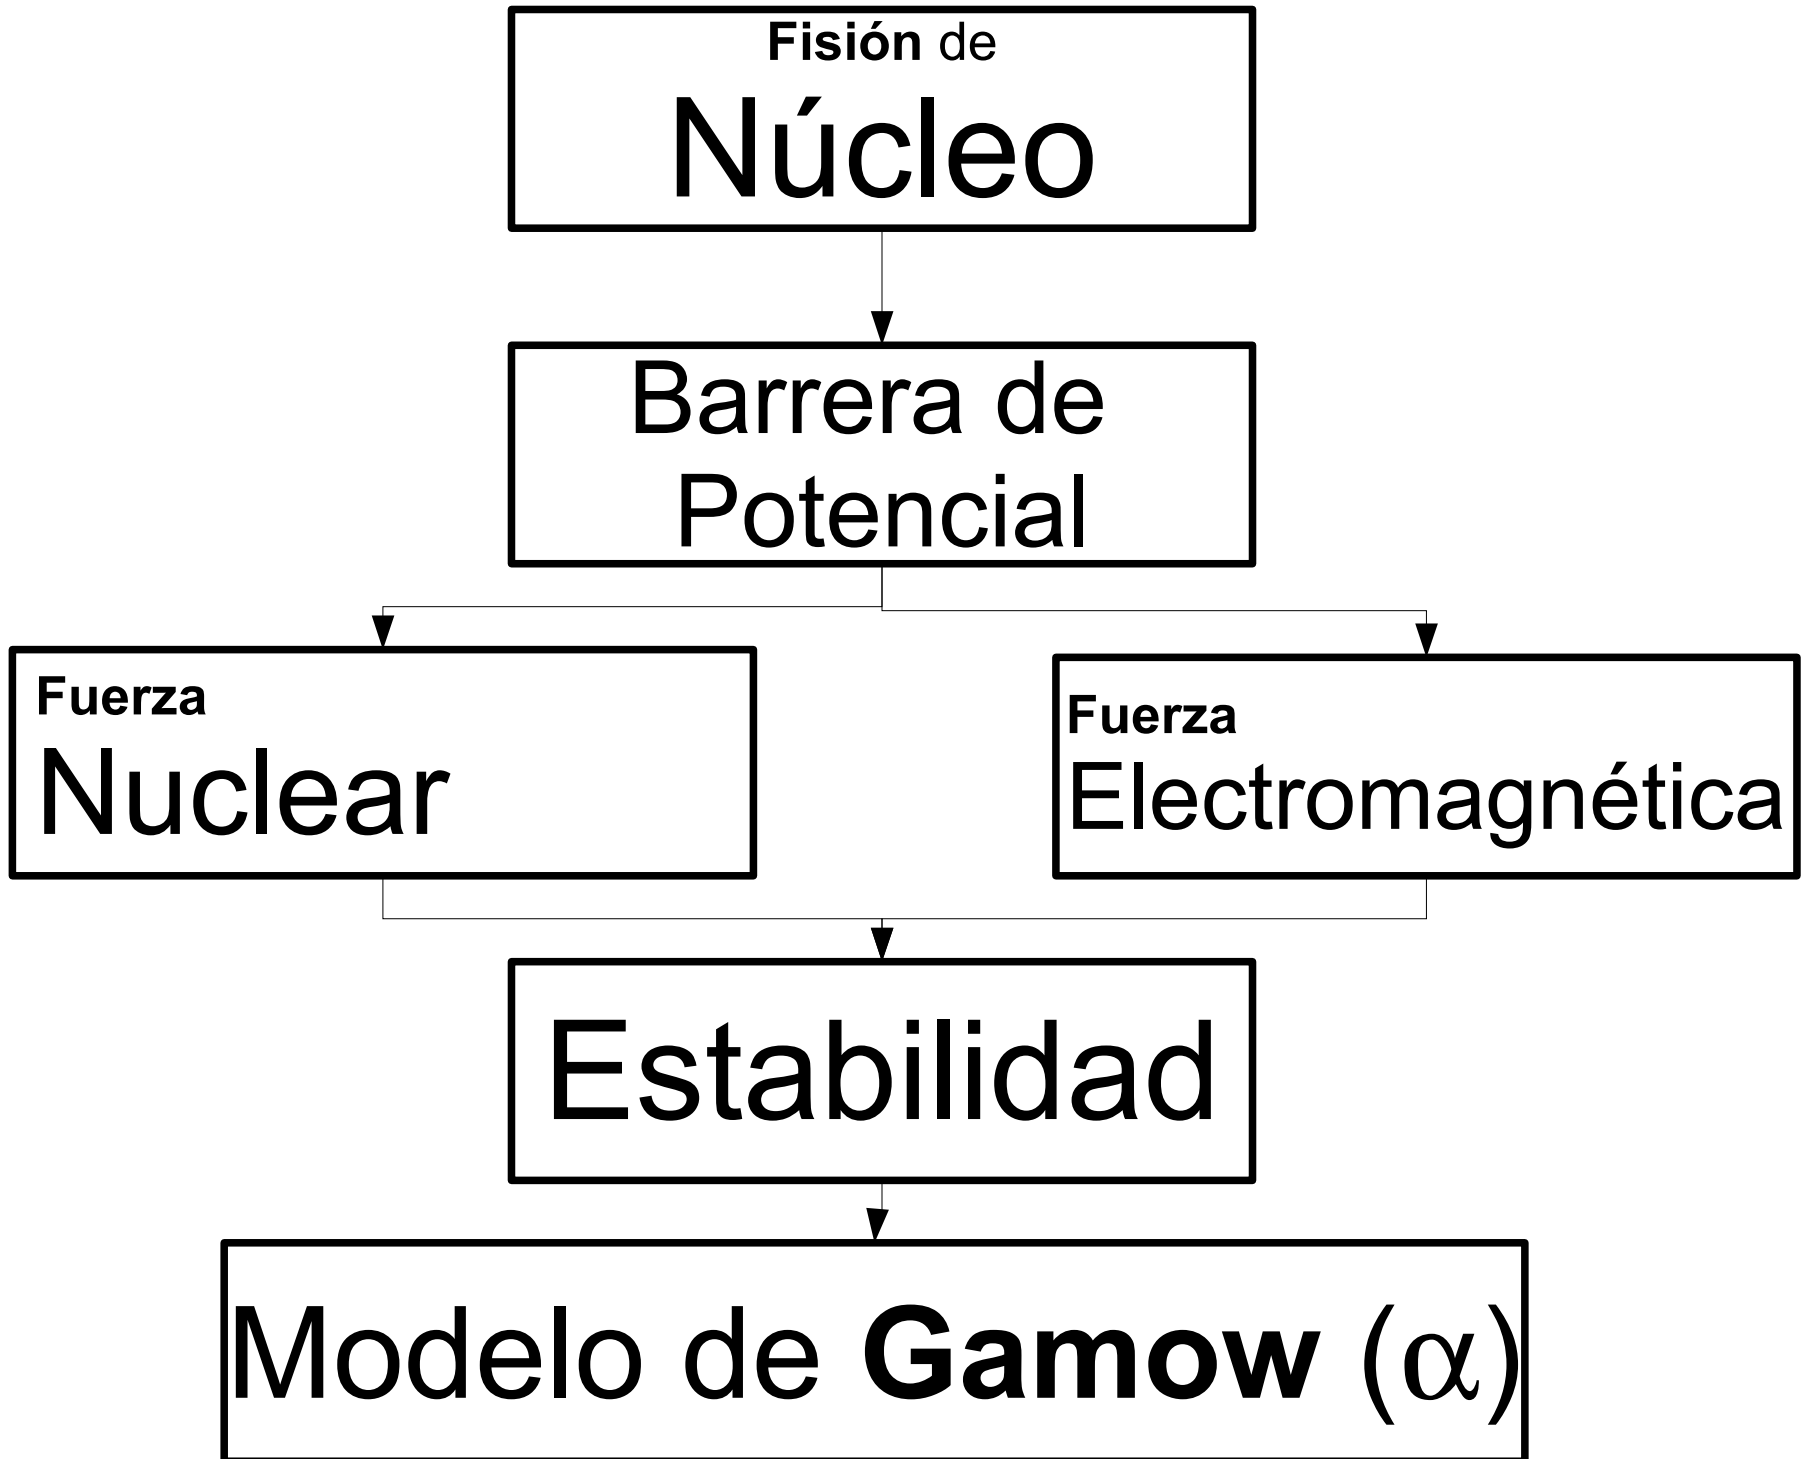 Fisión de
Núcleo
Barrera de
Potencial
Fuerza
Nuclear
Fuerza
Electromagnética
Estabilidad
Modelo de Gamow (α)